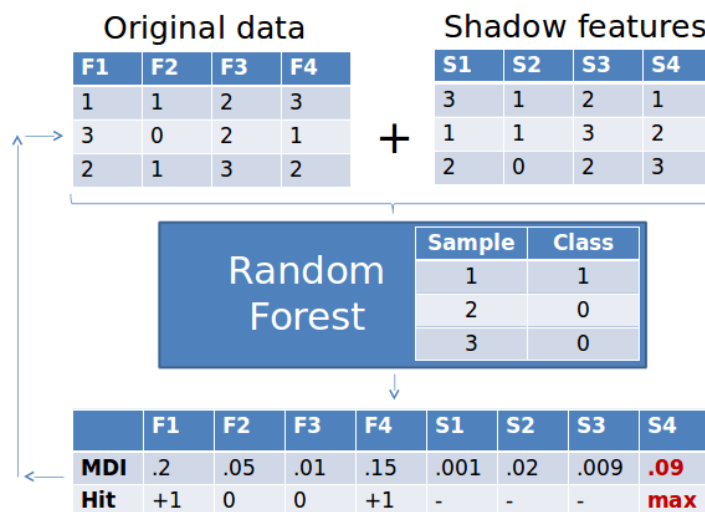 Original data Shadow features
F1 F2 F3 F4 S1 S2 S3 S4
1 1 2 3 3 1 2 1
3 0 2 1 + 1 1 3 2
2 1 3 2 2 0 2 3
Random Forest
Sample Class
1 1
2 0
3 0
F1 F2 F3 F4 S1 S2 S3 S4
MDI .2 .05 .01 .15 .001 .02 .009 .09
Hit +1 0 0 +1 - - - max